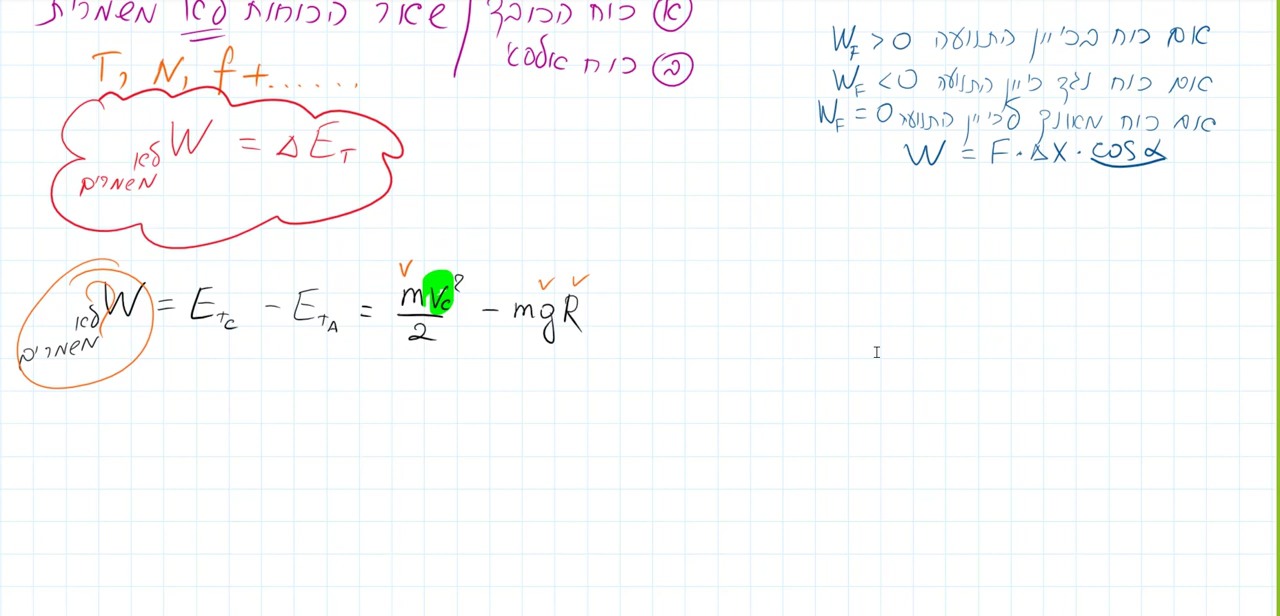 א) כוח הכובד / שאר הכוחות לא משמרים
ב) כוח אלסטי
T, N, f + ......
W לא משמרים = ΔE_T
W_F > 0 אם כוח בכיוון התנועה
W_F < 0 אם כוח נגד כיוון התנועה
W_F = 0 אם כוח מאונך לכיוון התנועה
W = F · ΔX · cos α
W לא משמרים = E_TC - E_TA = mv_C²/2 - mgR